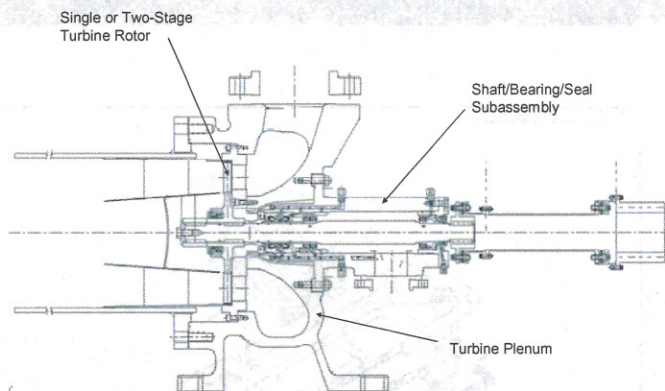 Single or Two-Stage
Turbine Rotor
Shaft/Bearing/Seal
Subassembly
Turbine Plenum